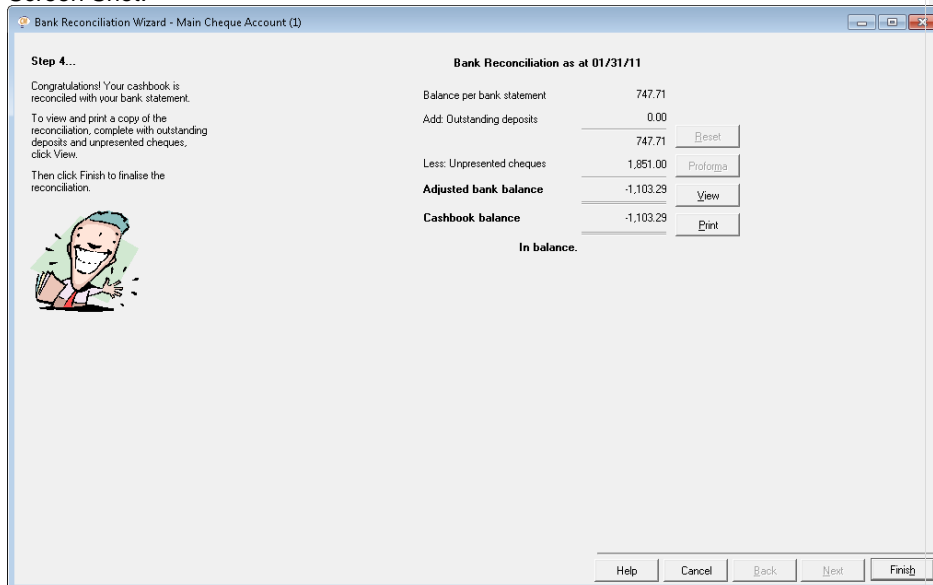 Bank Reconciliation Wizard - Main Cheque Account (1)
Step 4...
Congratulations! Your cashbook is
reconciled with your bank statement.
To view and print a copy of the
reconciliation, complete with outstanding
deposits and unpresented cheques,
click View.
Then click Finish to finalise the
reconciliation.
Bank Reconciliation as at 01/31/11
Balance per bank statement 747.71
Add: Outstanding deposits 0.00
747.71
Reset
Less: Unpresented cheques 1,851.00
Proforma
Adjusted bank balance -1,103.29
View
Cashbook balance -1,103.29
Print
In balance.
Help Cancel Back Next Finish